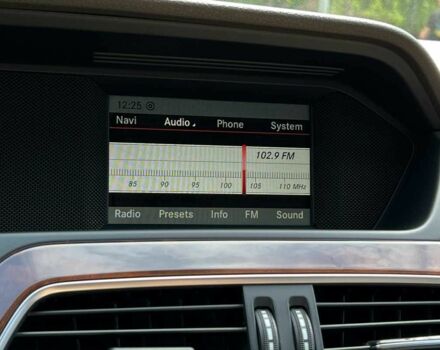 12:25
Navi Audio Phone System
102.9 FM
85 90 95 100 105 110 MHz
Radio Presets Info FM Sound